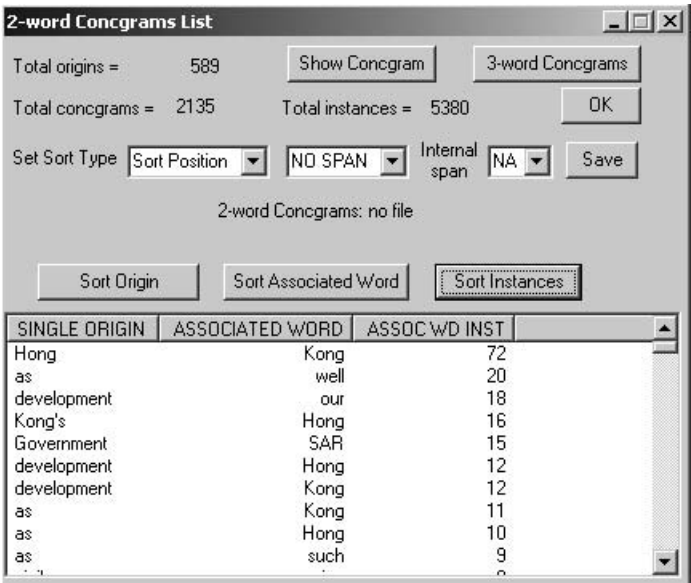 2-word Concgrams List
Total origins = 589 Show Concgram 3-word Concgrams
Total concgrams = 2135 Total instances = 5380 OK
Set Sort Type Sort Position NO SPAN Internal span NA Save
2-word Concgrams: no file
Sort Origin Sort Associated Word Sort Instances
SINGLE ORIGIN ASSOCIATED WORD ASSOC WD INST
Hong Kong 72
as well 20
development our 18
Kong's Hong 16
Government SAR 15
development Hong 12
development Kong 12
as Kong 11
as Hong 10
as such 9